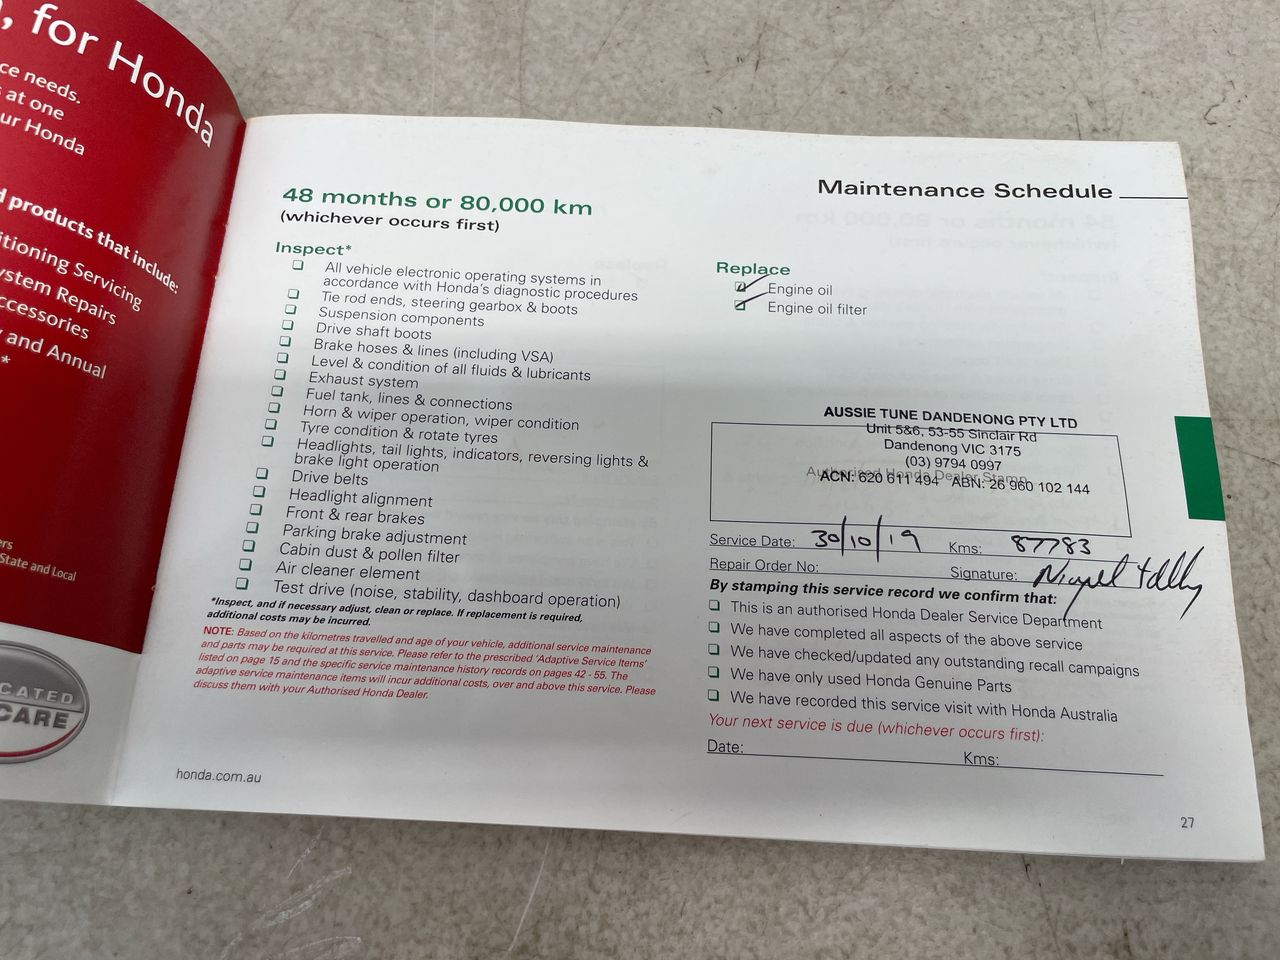 , for Honda
ce needs.
at one
ur Honda
d products that include:
itioning Servicing
ystem Repairs
ccessories
y and Annual
*
ers
State and Local
CATED
CARE
48 months or 80,000 km
(whichever occurs first)
Inspect*
All vehicle electronic operating systems in
accordance with Honda's diagnostic procedures
Tie rod ends, steering gearbox & boots
Suspension components
Drive shaft boots
Brake hoses & lines (including VSA)
Level & condition of all fluids & lubricants
Exhaust system
Fuel tank, lines & connections
Horn & wiper operation, wiper condition
Tyre condition & rotate tyres
Headlights, tail lights, indicators, reversing lights &
brake light operation
Drive belts
Headlight alignment
Front & rear brakes
Parking brake adjustment
Cabin dust & pollen filter
Air cleaner element
Test drive (noise, stability, dashboard operation)
*Inspect, and if necessary adjust, clean or replace. If replacement is required,
additional costs may be incurred.
NOTE: Based on the kilometres travelled and age of your vehicle, additional service maintenance
and parts may be required at this service. Please refer to the prescribed 'Adaptive Service Items'
listed on page 15 and the specific service maintenance history records on pages 42 - 55. The
adaptive service maintenance items will incur additional costs, over and above this service. Please
discuss them with your Authorised Honda Dealer.
honda.com.au
Maintenance Schedule
Replace
Engine oil
Engine oil filter
AUSSIE TUNE DANDENONG PTY LTD
Unit 5&6, 53-55 Sinclair Rd
Dandenong VIC 3175
(03) 9794 0997
Authorised Honda Dealer Stamp
ACN: 620 611 494 ABN: 26 960 102 144
Service Date: 30/10/19 Kms: 87783
Repair Order No: Signature:
By stamping this service record we confirm that:
This is an authorised Honda Dealer Service Department
We have completed all aspects of the above service
We have checked/updated any outstanding recall campaigns
We have only used Honda Genuine Parts
We have recorded this service visit with Honda Australia
Your next service is due (whichever occurs first):
Date: Kms:
27